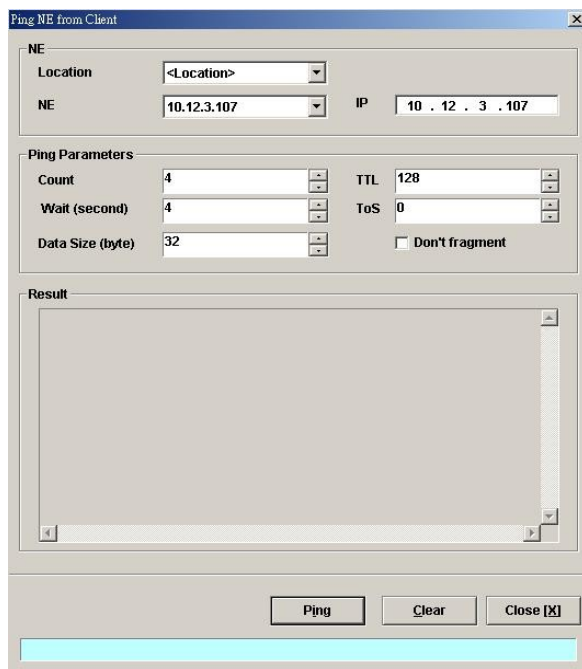 Ping NE from Client
NE
Location <Location>
NE 10.12.3.107 IP 10 . 12 . 3 . 107
Ping Parameters
Count 4 TTL 128
Wait (second) 4 ToS 0
Data Size (byte) 32 Don't fragment
Result
Ping Clear Close [X]